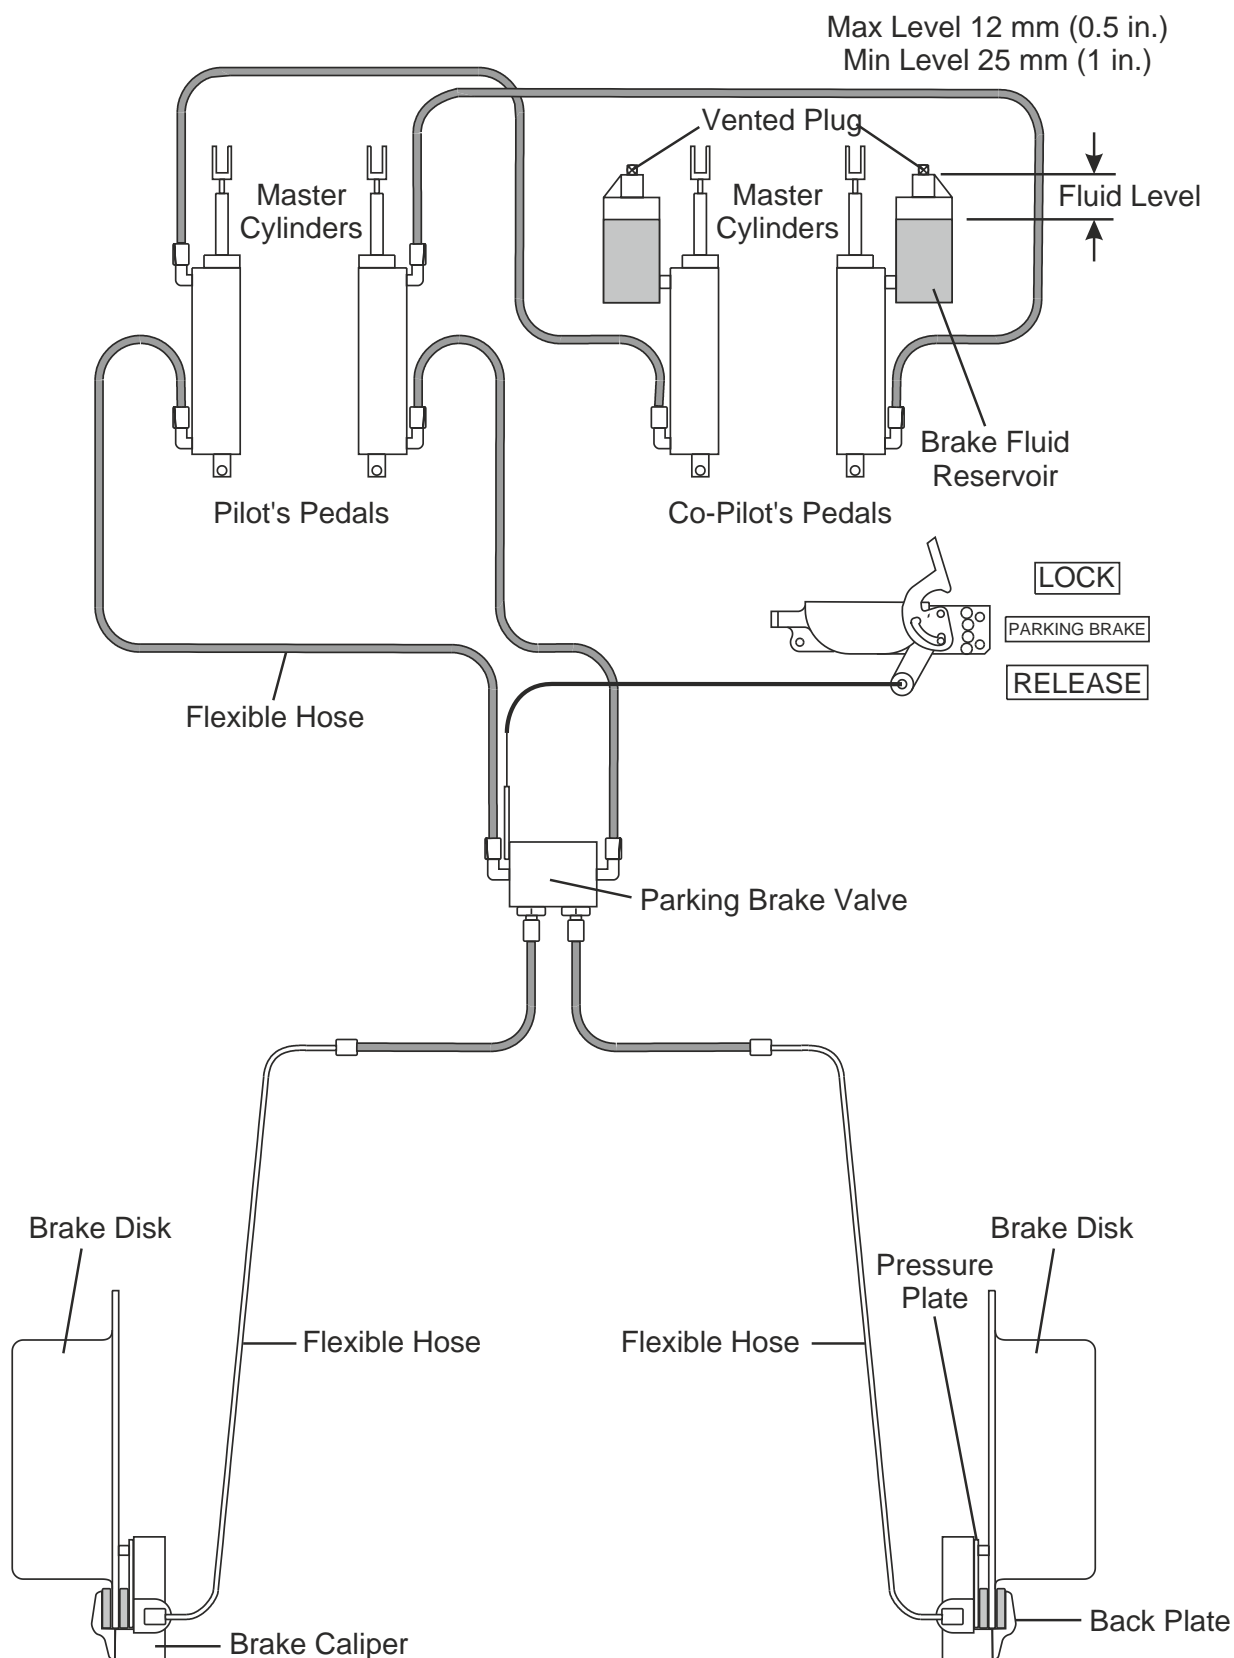 Max Level 12 mm (0.5 in.)
Min Level 25 mm (1 in.)
Vented Plug
Master
Cylinders
Master
Cylinders
Fluid Level
Brake Fluid
Reservoir
Pilot's Pedals
Co-Pilot's Pedals
LOCK
PARKING BRAKE
RELEASE
Flexible Hose
Parking Brake Valve
Brake Disk
Brake Disk
Pressure
Plate
Flexible Hose
Flexible Hose
Back Plate
Brake Caliper